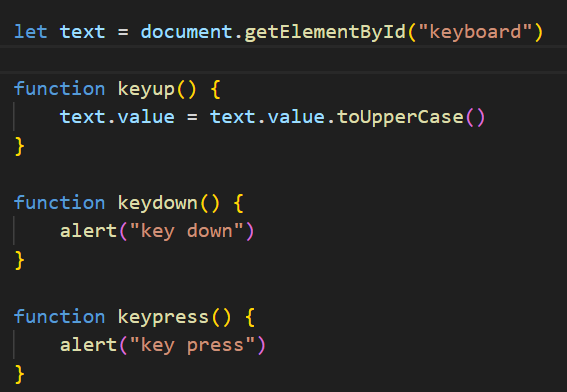 let text = document.getElementById("keyboard")
function keyup() {
text.value = text.value.toUpperCase()
}
function keydown() {
alert("key down")
}
function keypress() {
alert("key press")
}